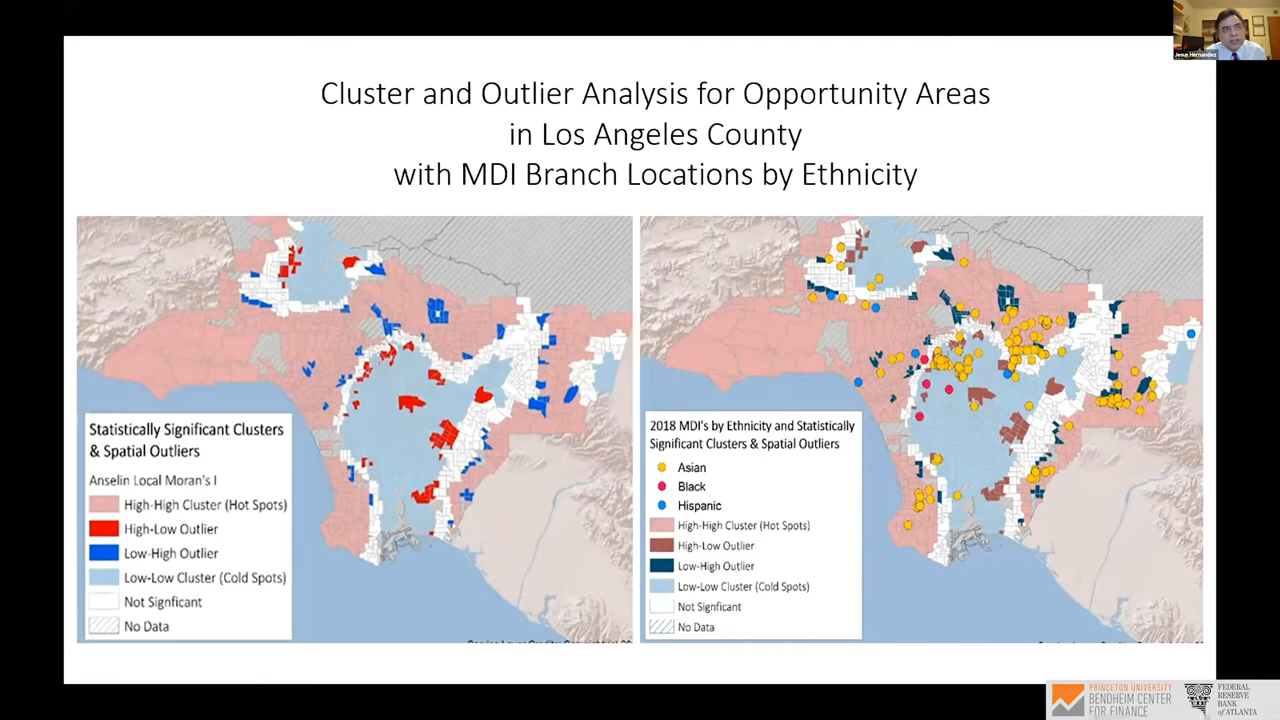 Jesus Hernandez
Cluster and Outlier Analysis for Opportunity Areas
in Los Angeles County
with MDI Branch Locations by Ethnicity
Statistically Significant Clusters
& Spatial Outliers
Anselin Local Moran's I
High-High Cluster (Hot Spots)
High-Low Outlier
Low-High Outlier
Low-Low Cluster (Cold Spots)
Not Signficant
No Data
2018 MDI's by Ethnicity and Statistically
Significant Clusters & Spatial Outliers
Asian
Black
Hispanic
High-High Cluster (Hot Spots)
High-Low Outlier
Low-High Outlier
Low-Low Cluster (Cold Spots)
Not Signficant
No Data
PRINCETON UNIVERSITY
BENDHEIM CENTER
FOR FINANCE
FEDERAL
RESERVE
BANK
of ATLANTA